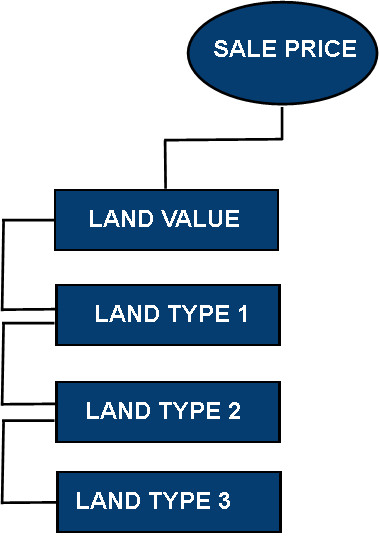 SALE PRICE
LAND VALUE
LAND TYPE 1
LAND TYPE 2
LAND TYPE 3